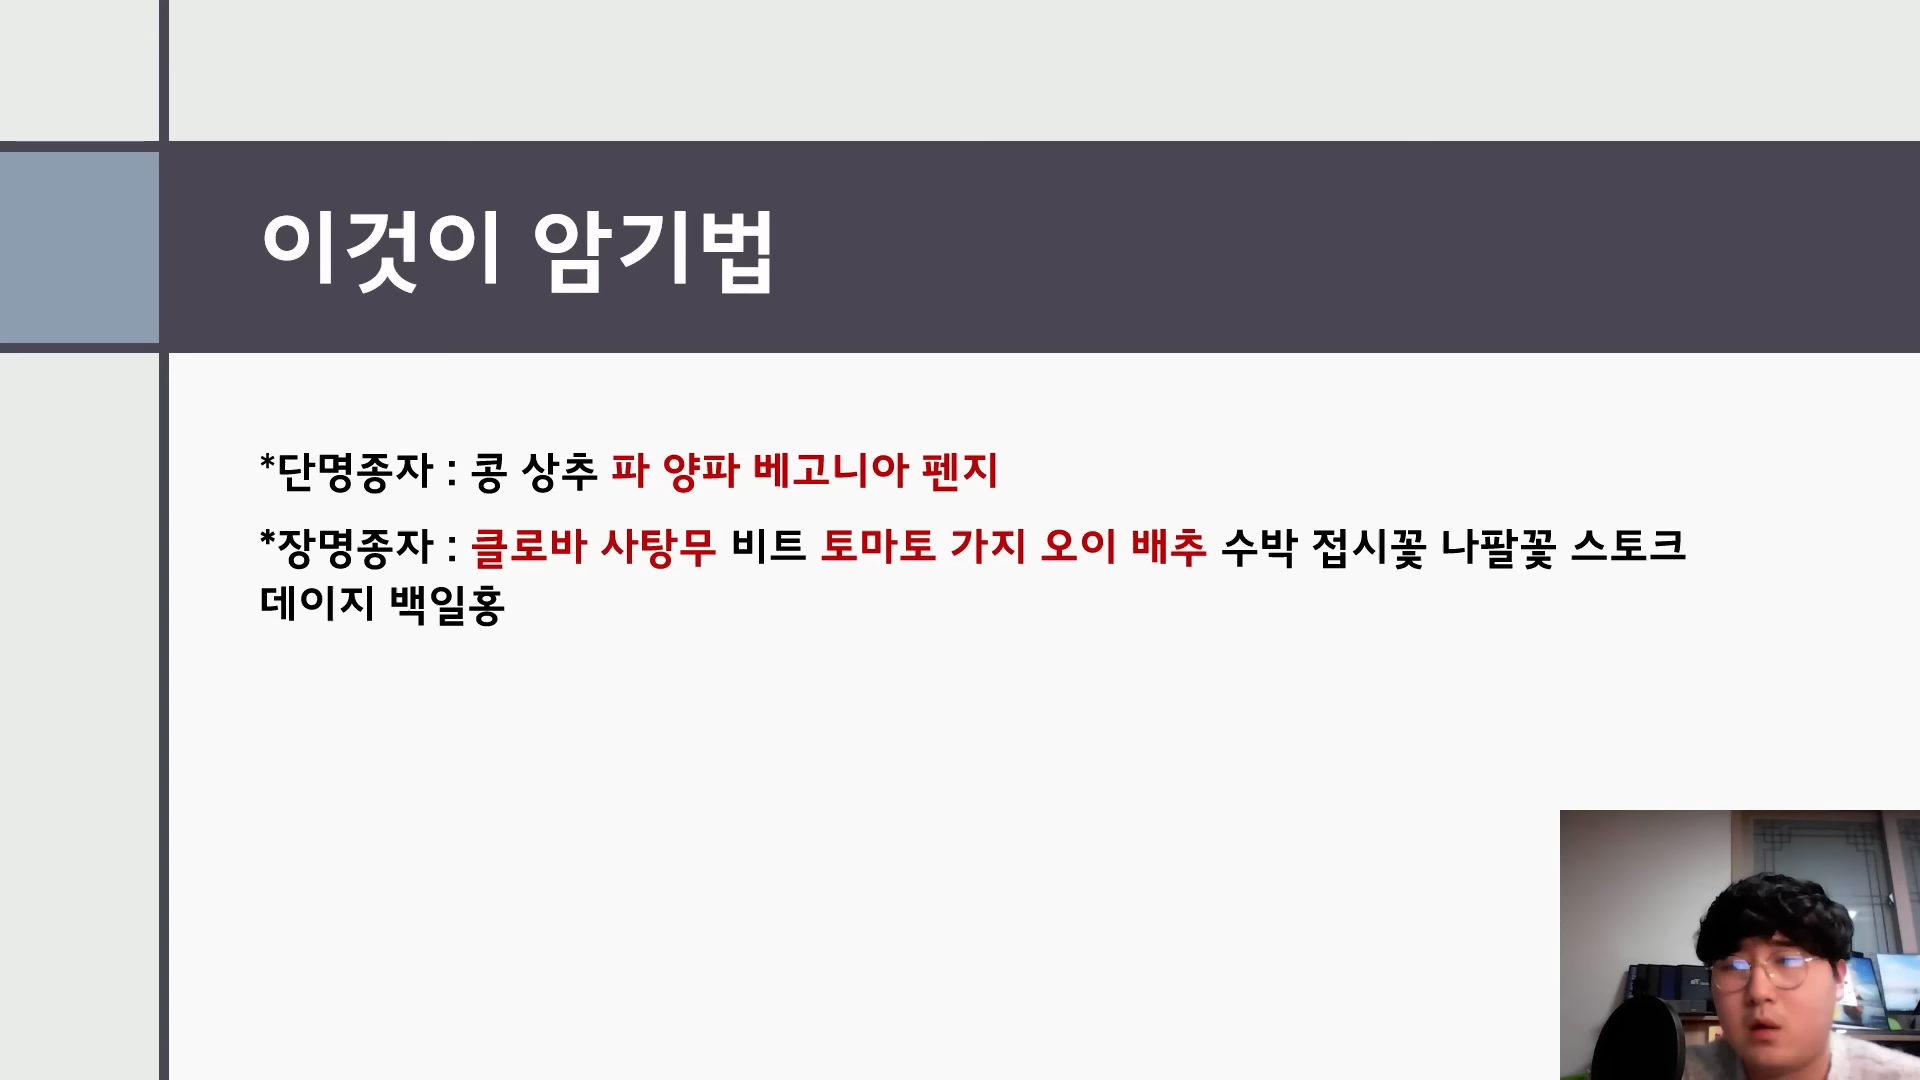 이것이 암기법
*단명종자 : 콩 상추 파 양파 베고니아 펜지
*장명종자 : 클로바 사탕무 비트 토마토 가지 오이 배추 수박 접시꽃 나팔꽃 스토크
데이지 백일홍